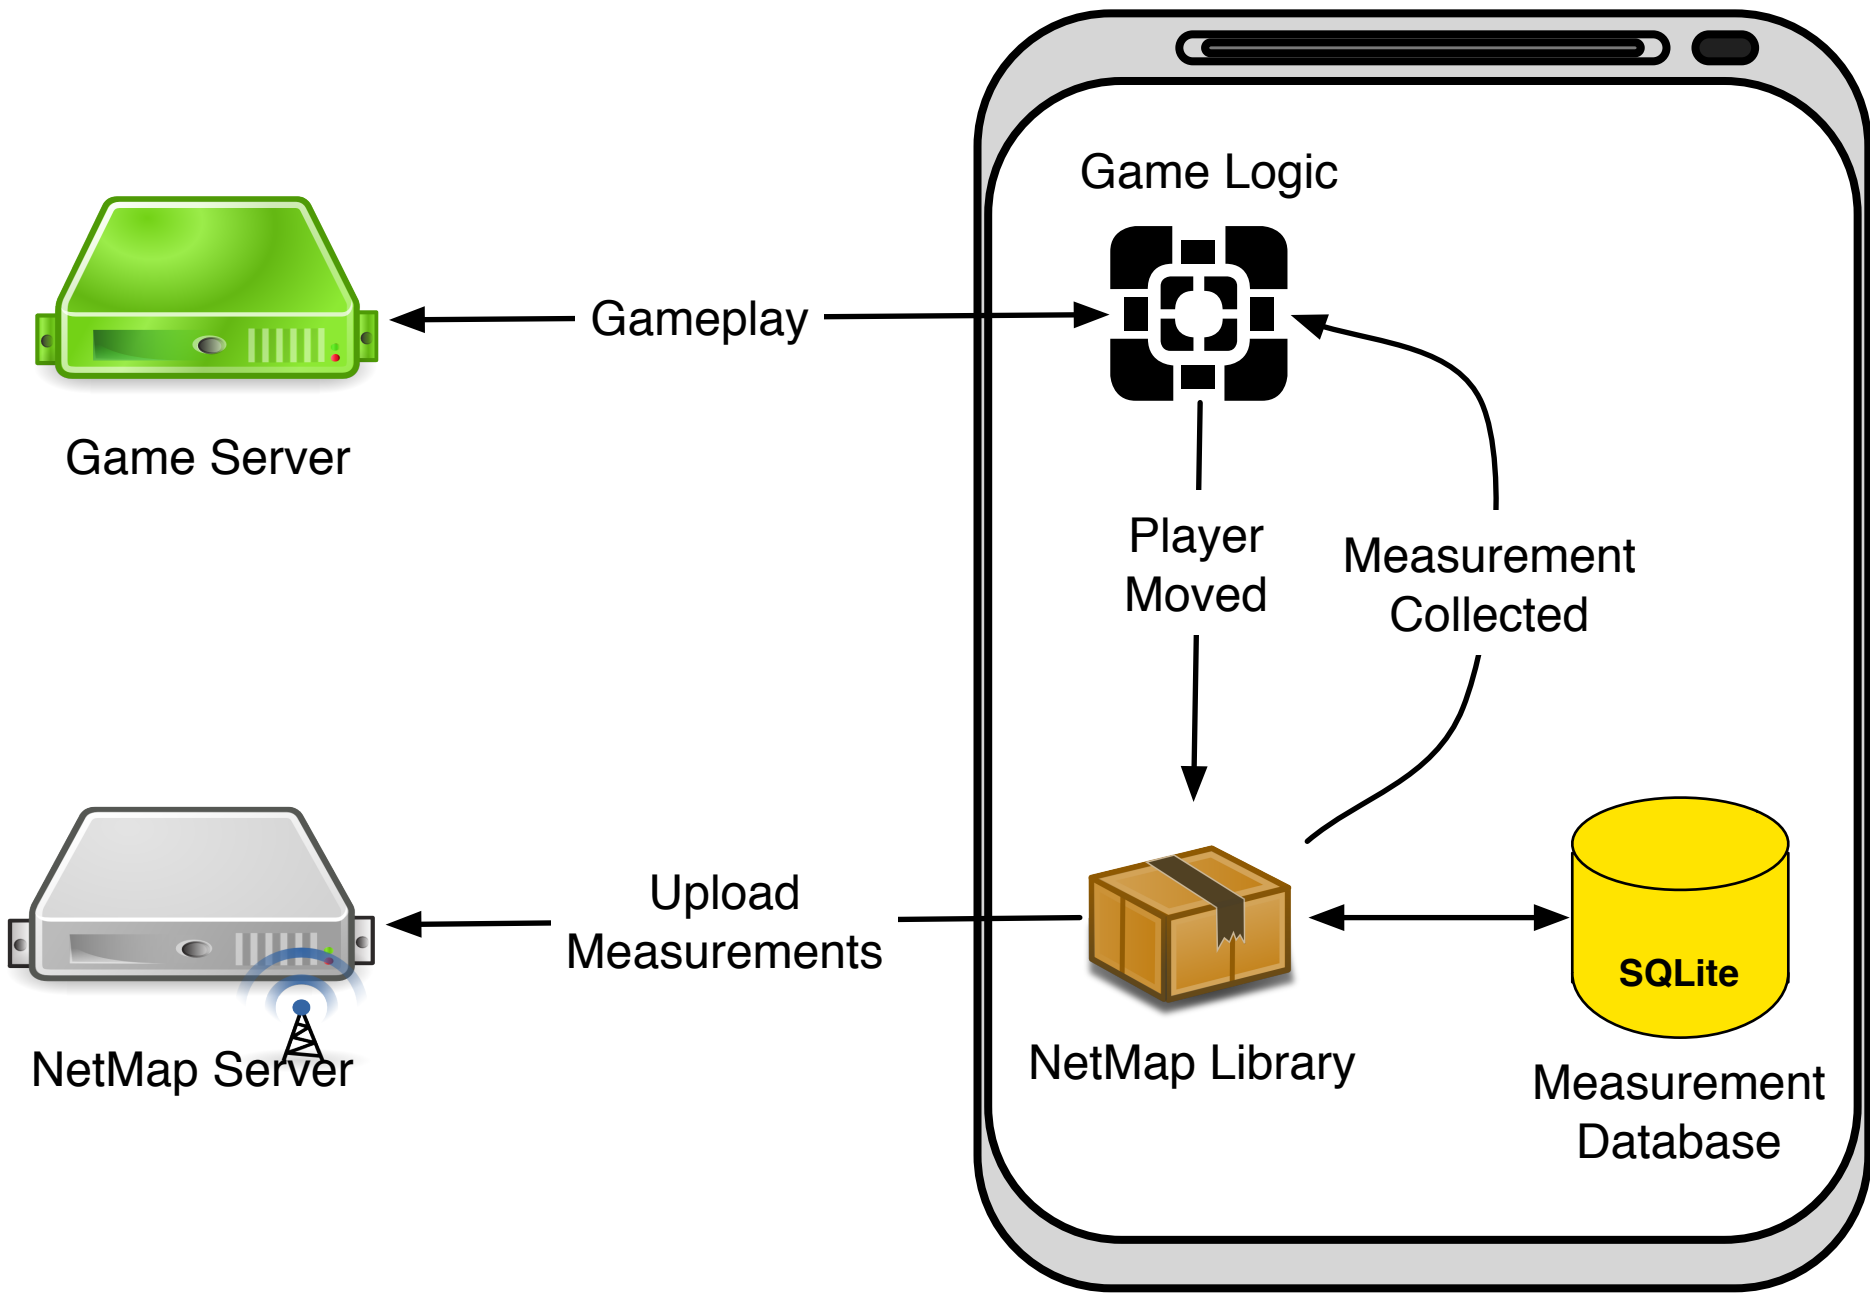 Game Logic
Gameplay
Game Server
Player
Moved
Measurement
Collected
Upload
Measurements
SQLite
NetMap Server
NetMap Library
Measurement
Database